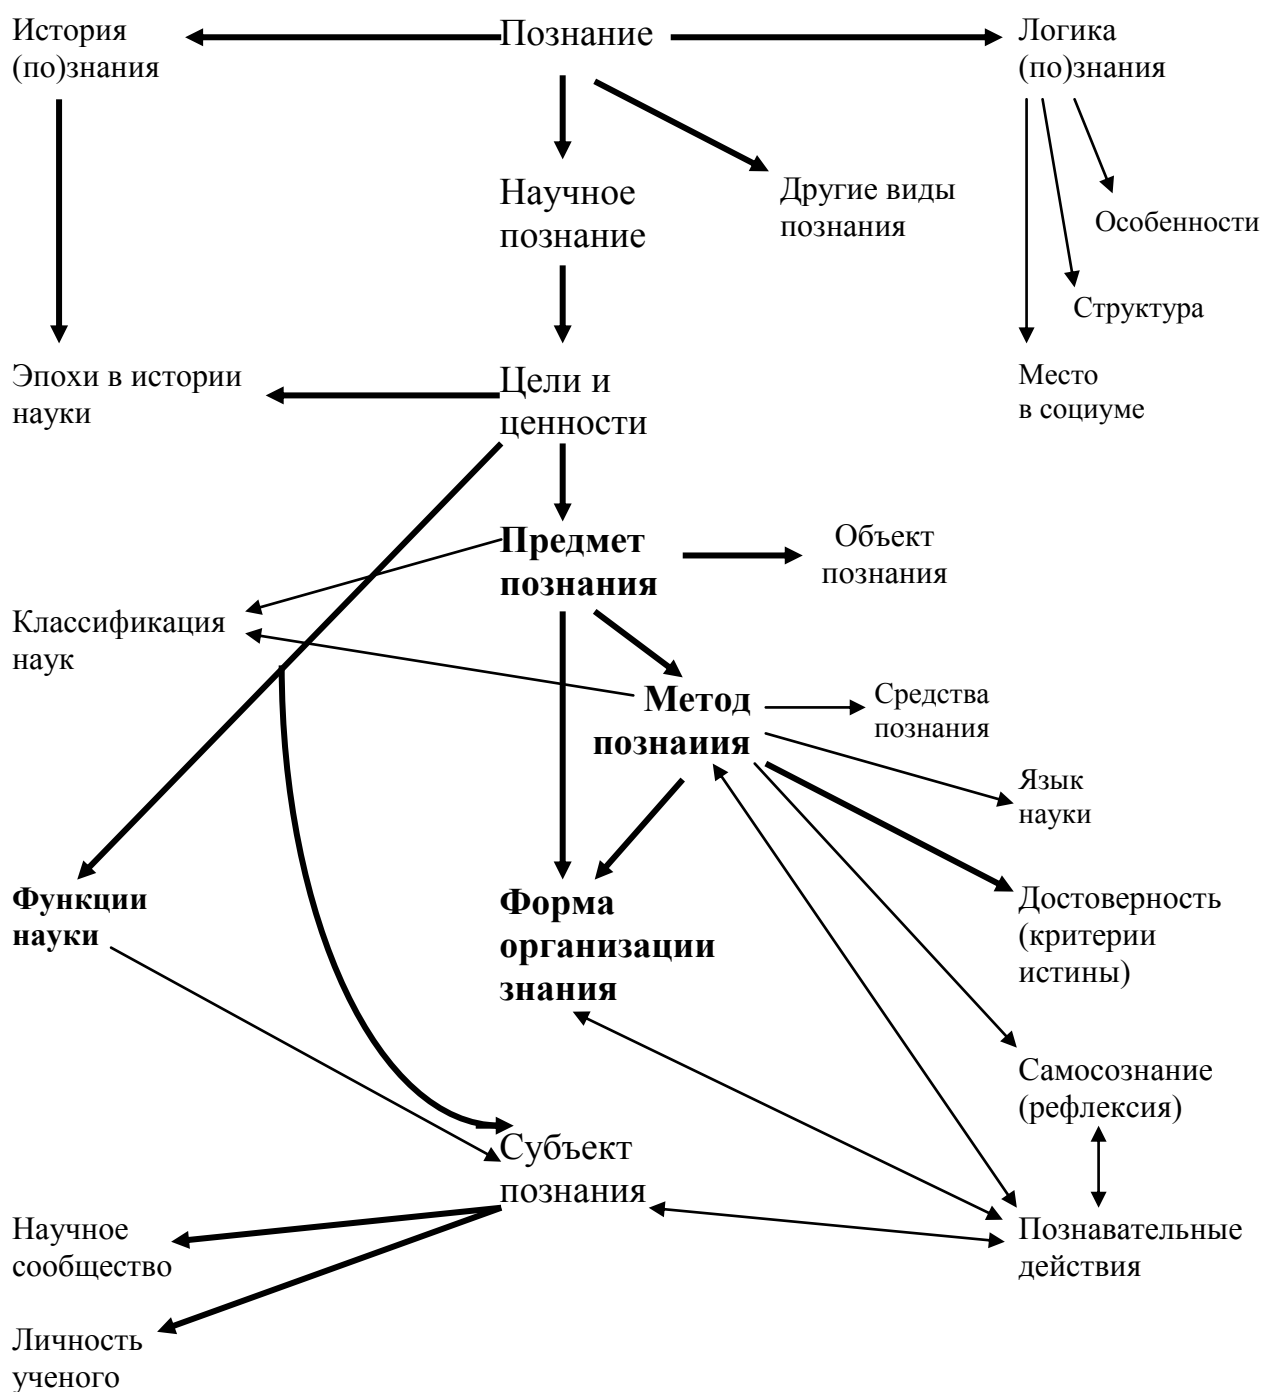 История
(по)знания
Познание
Логика
(по)знания
Научное
познание
Другие виды
познания
Особенности
Структура
Эпохи в истории
науки
Цели и
ценности
Место
в социуме
Предмет
познания
Объект
познания
Классификация
наук
Метод
познаиия
Средства
познания
Язык
науки
Функции
науки
Форма
организации
знания
Достоверность
(критерии
истины)
Самосознание
(рефлексия)
Субъект
познания
Научное
сообщество
Познавательные
действия
Личность
ученого